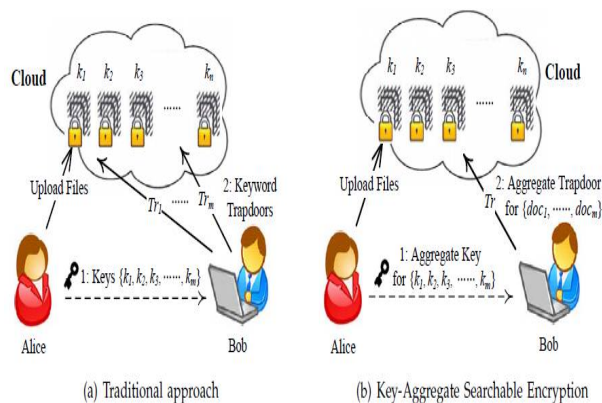 Cloud
k1 k2 k3 kn
......
Upload Files
Tr1 ...... Trm
2: Keyword
Trapdoors
1: Keys {k1, k2, k3, ......, km}
Alice
Bob
(a) Traditional approach
k1 k2 k3 kn
Cloud
......
Upload Files
Tr
2: Aggregate Trapdoor
for {doc1, ......, docm}
1: Aggregate Key
for {k1, k2, k3, ......, km}
Alice
Bob
(b) Key-Aggregate Searchable Encryption